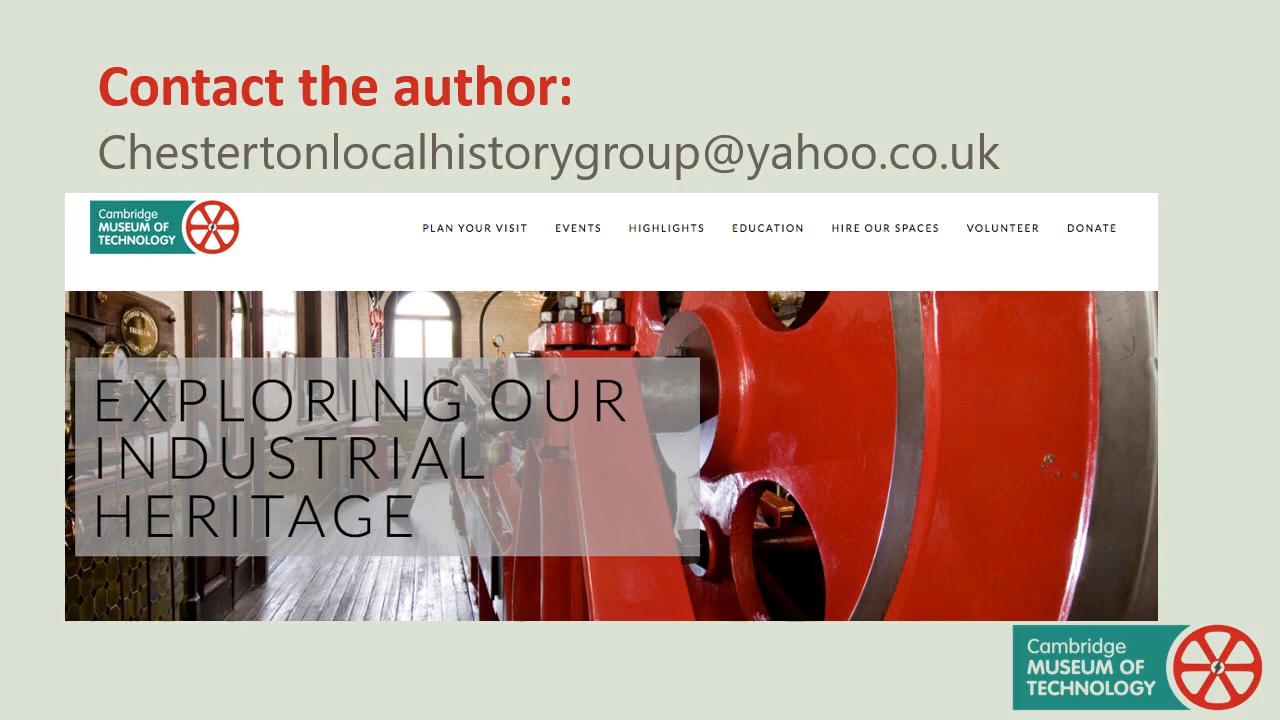 Contact the author:
Chestertonlocalhistorygroup@yahoo.co.uk
Cambridge
MUSEUM OF
TECHNOLOGY
PLAN YOUR VISIT EVENTS HIGHLIGHTS EDUCATION HIRE OUR SPACES VOLUNTEER DONATE
EXPLORING OUR
INDUSTRIAL
HERITAGE
Cambridge
MUSEUM OF
TECHNOLOGY